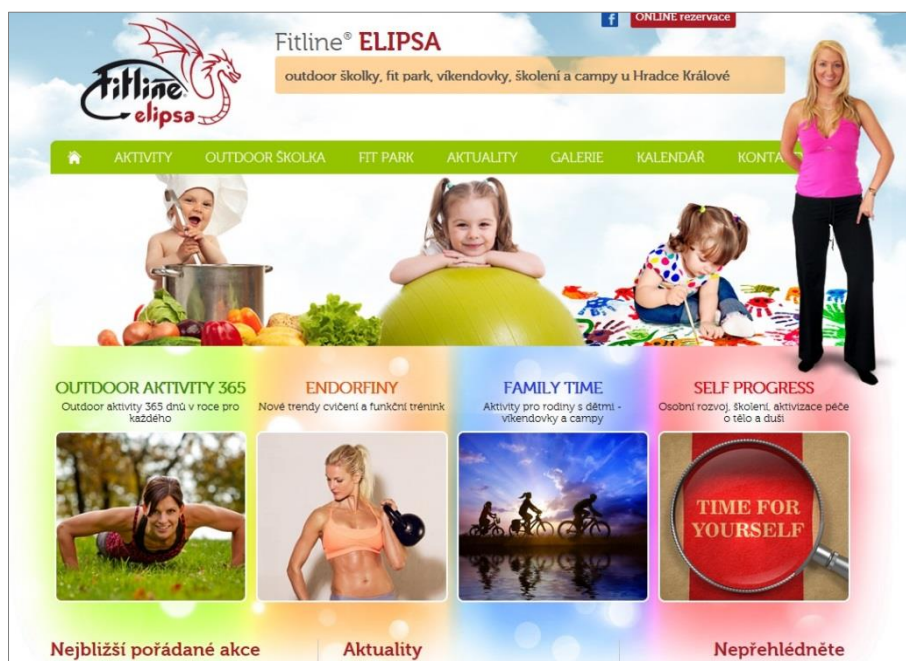 Fitline®
elipsa
Fitline® ELIPSA
ONLINE rezervace
outdoor školky, fit park, víkendovky, školení a campy u Hradce Králové
AKTIVITY OUTDOOR ŠKOLKA FIT PARK AKTUALITY GALERIE KALENDÁŘ
OUTDOOR AKTIVITY 365
Outdoor aktivity 365 dnů v roce pro
každého
ENDORFINY
Nové trendy cvičení a funkční trénink
FAMILY TIME
Aktivity pro rodiny s dětmi -
víkendovky a campy
SELF PROGRESS
Osobní rozvoj, školení, aktivizace péče
o tělo a duši
TIME FOR
YOURSELF
Nejbližší pořádané akce
Aktuality
Nepřehlédněte